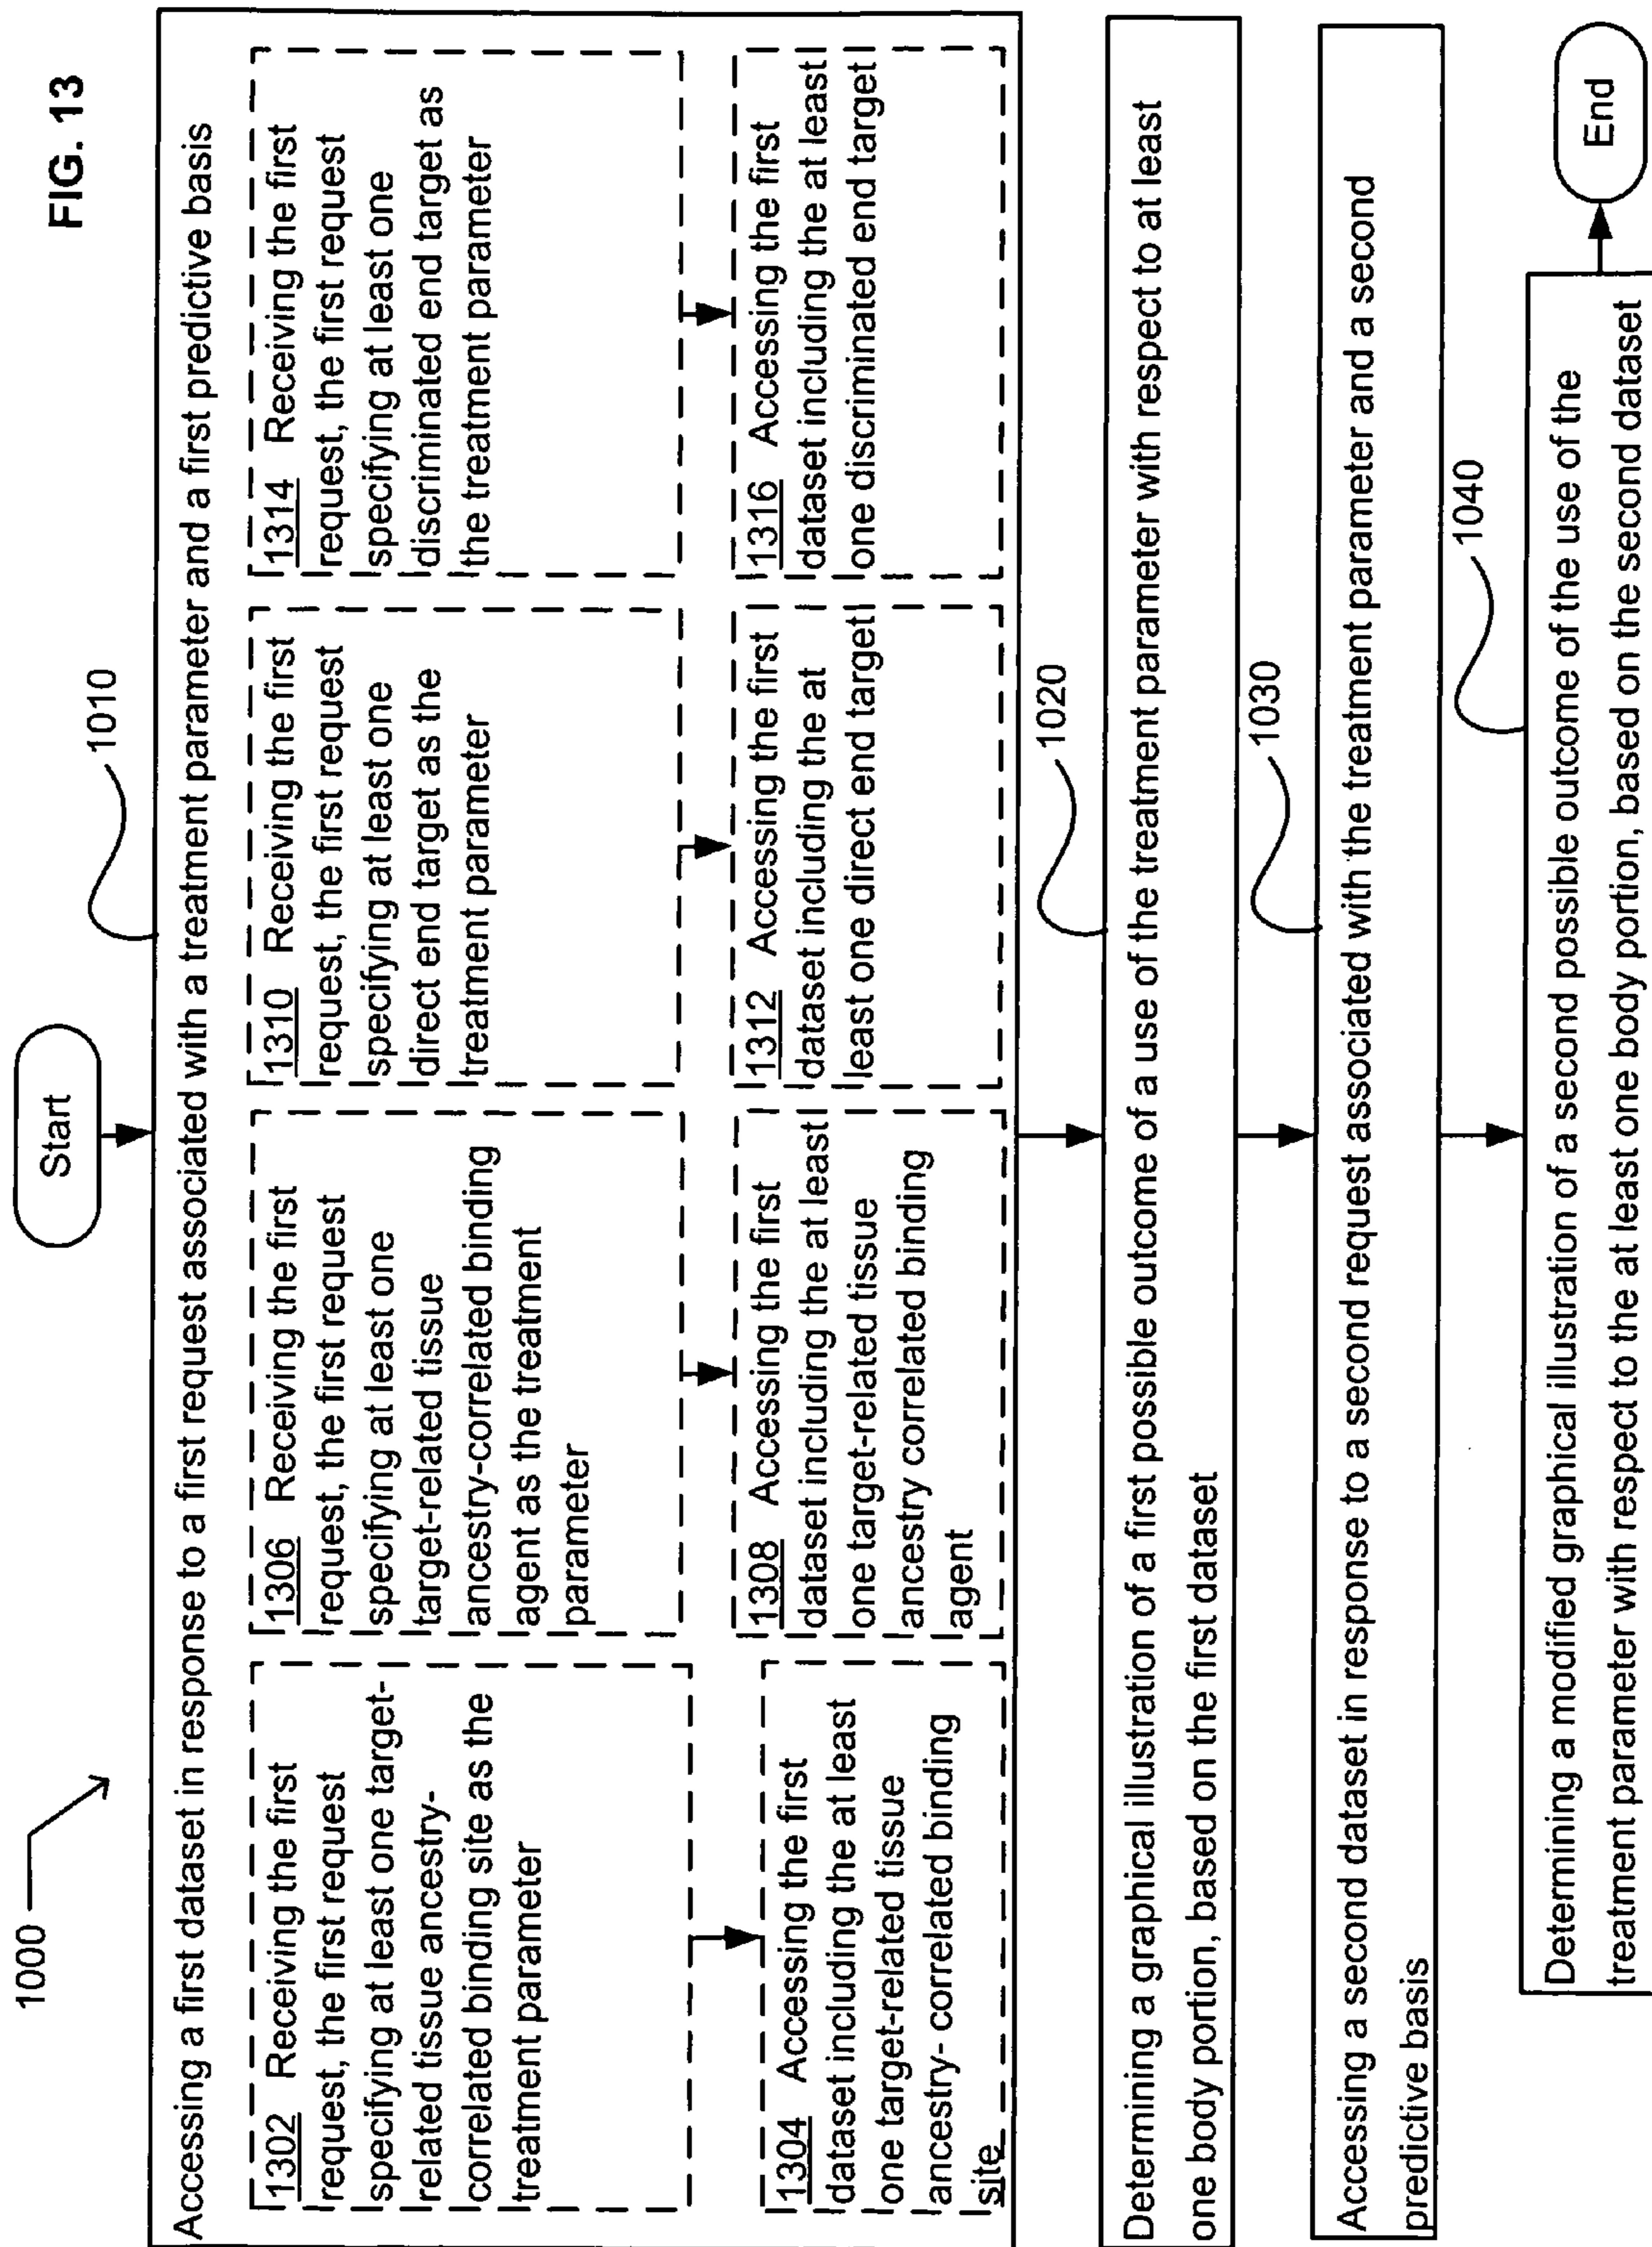 FIG. 13
1000
Start
1010
Accessing a first dataset in response to a first request associated with a treatment parameter and a first predictive basis
1302 Receiving the first
request, the first request
specifying at least one target-
related tissue ancestry-
correlated binding site as the
treatment parameter
1304 Accessing the first
dataset including the at least
one target-related tissue
ancestry- correlated binding
site
1306 Receiving the first
request, the first request
specifying at least one
target-related tissue
ancestry-correlated binding
agent as the treatment
parameter
1308 Accessing the first
dataset including the at least
one target-related tissue
ancestry correlated binding
agent
1310 Receiving the first
request, the first request
specifying at least one
direct end target as the
treatment parameter
1312 Accessing the first
dataset including the at
least one direct end target
1314 Receiving the first
request, the first request
specifying at least one
discriminated end target as
the treatment parameter
1316 Accessing the first
dataset including the at least
one discriminated end target
1020
Determining a graphical illustration of a first possible outcome of a use of the treatment parameter with respect to at least
one body portion, based on the first dataset
1030
Accessing a second dataset in response to a second request associated with the treatment parameter and a second
predictive basis
1040
Determining a modified graphical illustration of a second possible outcome of the use of the
treatment parameter with respect to the at least one body portion, based on the second dataset
End